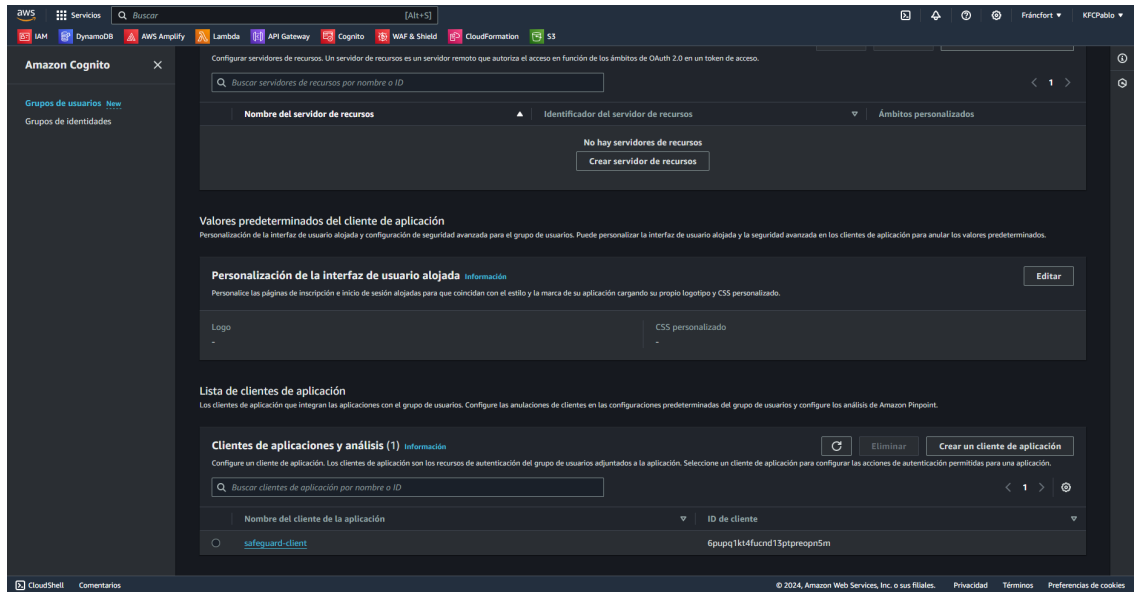 aws
Servicios
Buscar
[Alt+S]
Fráncfort ▼
KFCPablo ▼
IAM
DynamoDB
AWS Amplify
Lambda
API Gateway
Cognito
WAF & Shield
CloudFormation
S3
Amazon Cognito
Grupos de usuarios New
Grupos de identidades
Configurar servidores de recursos. Un servidor de recursos es un servidor remoto que autoriza el acceso en función de los ámbitos de OAuth 2.0 en un token de acceso.
Buscar servidores de recursos por nombre o ID
1
Nombre del servidor de recursos
Identificador del servidor de recursos
Ámbitos personalizados
No hay servidores de recursos
Crear servidor de recursos
Valores predeterminados del cliente de aplicación
Personalización de la interfaz de usuario alojada y configuración de seguridad avanzada para el grupo de usuarios. Puede personalizar la interfaz de usuario alojada y la seguridad avanzada en los clientes de aplicación para anular los valores predeterminados.
Personalización de la interfaz de usuario alojada Información
Editar
Personalice las páginas de inscripción e inicio de sesión alojadas para que coincidan con el estilo y la marca de su aplicación cargando su propio logotipo y CSS personalizado.
Logo
-
CSS personalizado
-
Lista de clientes de aplicación
Los clientes de aplicación que integran las aplicaciones con el grupo de usuarios. Configure las anulaciones de clientes en las configuraciones predeterminadas del grupo de usuarios y configure los análisis de Amazon Pinpoint.
Clientes de aplicaciones y análisis (1) Información
Eliminar
Crear un cliente de aplicación
Configure un cliente de aplicación. Los clientes de aplicación son los recursos de autenticación del grupo de usuarios adjuntados a la aplicación. Seleccione un cliente de aplicación para configurar las acciones de autenticación permitidas para una aplicación.
Buscar clientes de aplicación por nombre o ID
1
Nombre del cliente de la aplicación
ID de cliente
safeguard-client
6pupq1kt4fucnd13ptpreopn5m
CloudShell
Comentarios
© 2024, Amazon Web Services, Inc. o sus filiales.
Privacidad
Términos
Preferencias de cookies